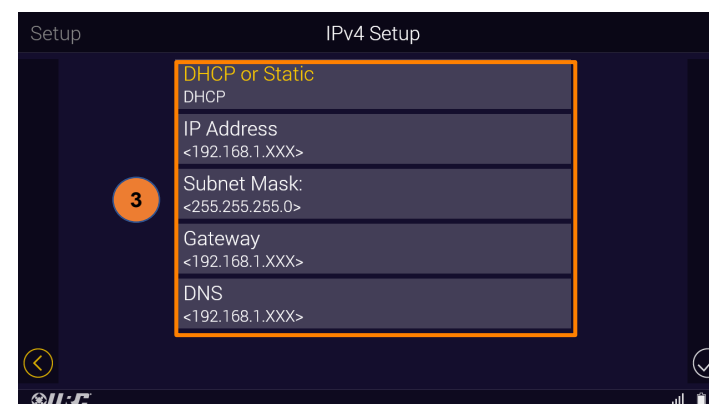 Setup
IPv4 Setup
DHCP or Static
DHCP
IP Address
<192.168.1.XXX>
Subnet Mask:
<255.255.255.0>
3
Gateway
<192.168.1.XXX>
DNS
<192.168.1.XXX>